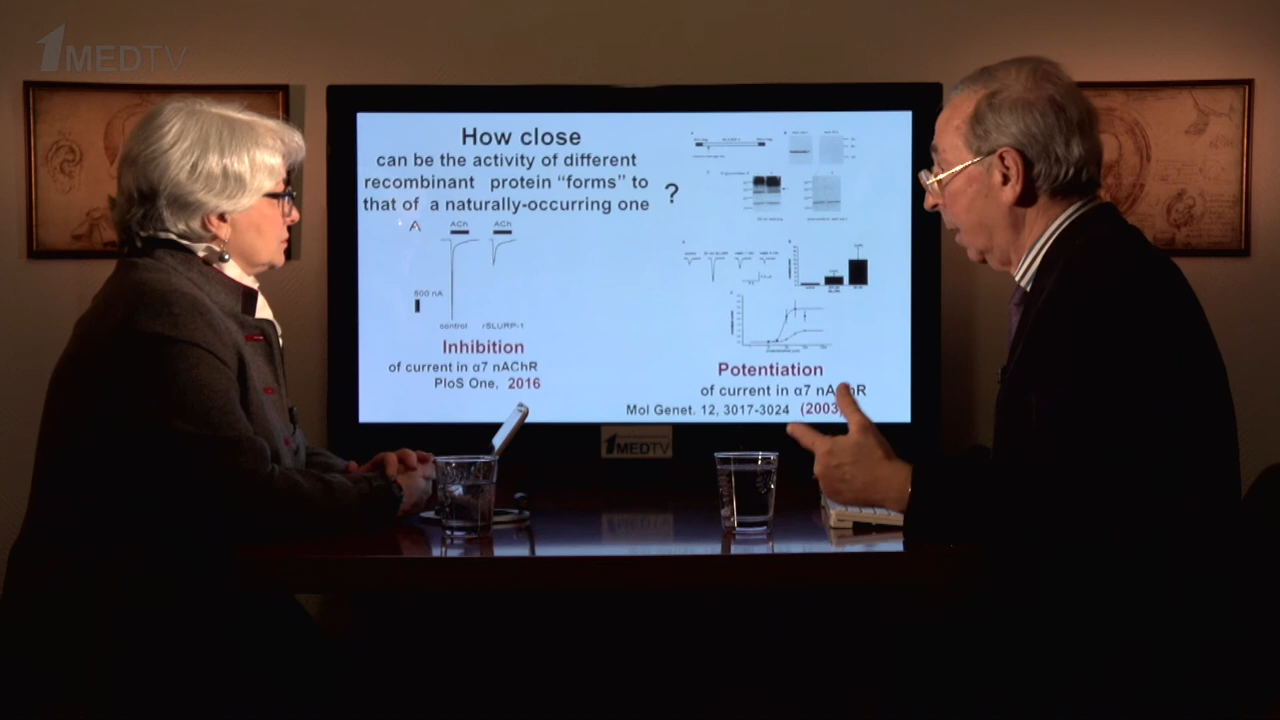 1MEDTV
How close
can be the activity of different
recombinant protein “forms” to
that of a naturally-occurring one
?
A
ACh ACh
500 nA
control rSLURP-1
Inhibition
of current in α7 nAChR
PloS One, 2016
Potentiation
of current in α7 nAChR
Mol Genet. 12, 3017-3024 (2003)
1MEDTV